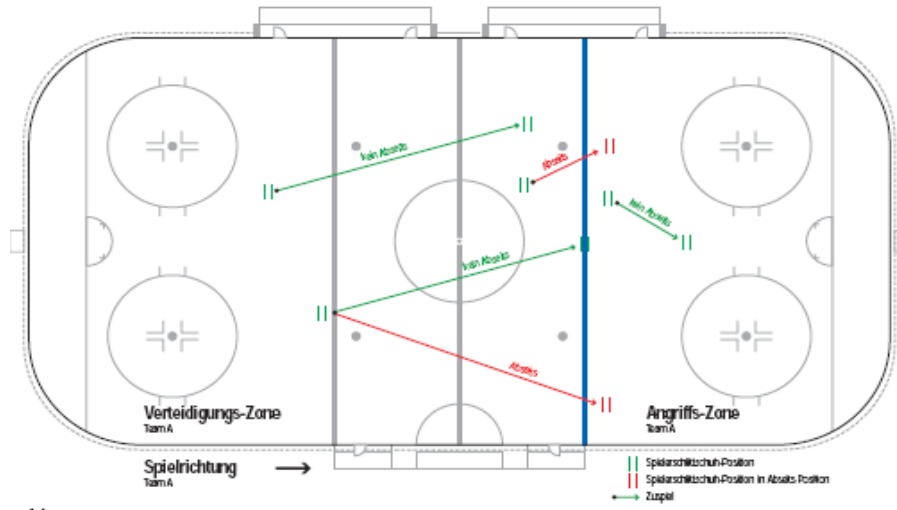 kein Abseits
Abseits
kein Abseits
kein Abseits
Abseits
Verteidigungs-Zone
Team A
Angriffs-Zone
Team A
Spielrichtung
Team A
Spielerschlittschuh-Position
Spielerschlittschuh-Position in Abseits Position
Zuspiel